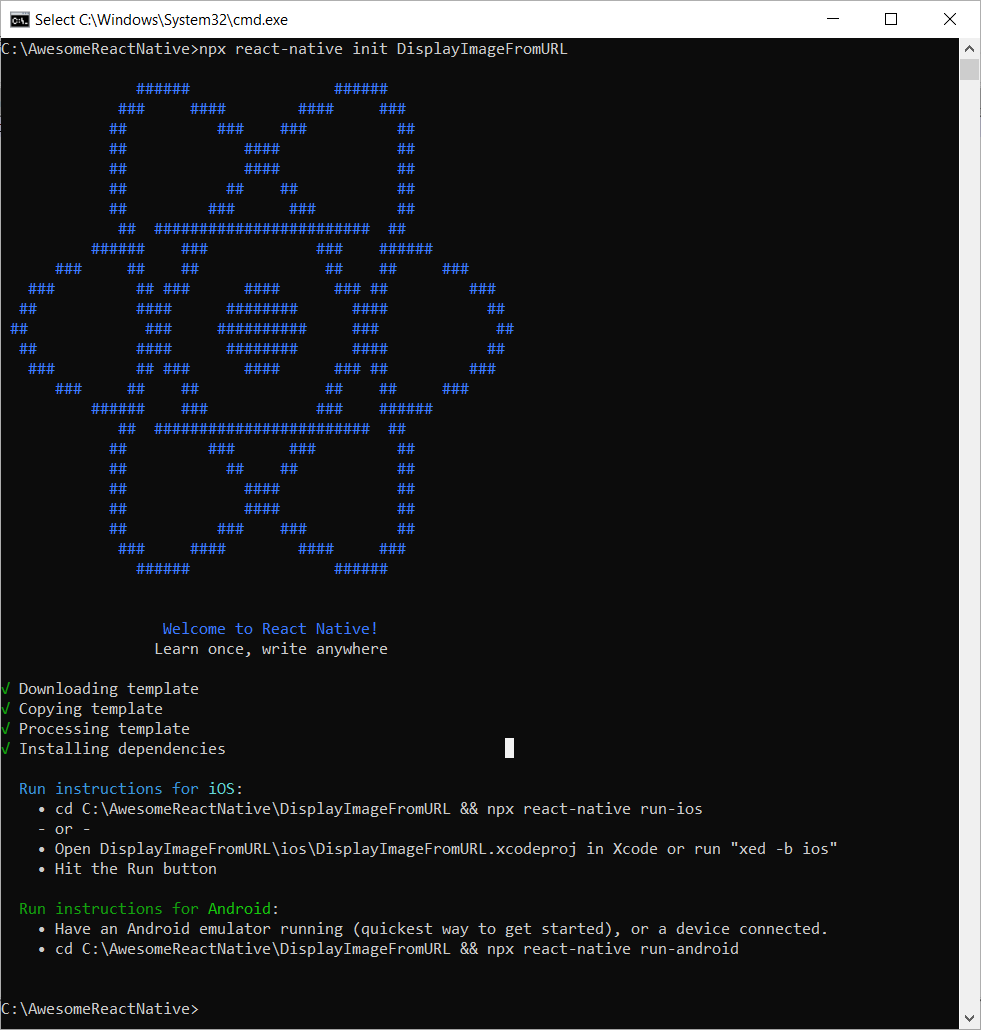 Select C:\Windows\System32\cmd.exe
C:\AwesomeReactNative>npx react-native init DisplayImageFromURL
               ######                ######
             ###     ####        ####     ###
            ##          ###    ###          ##
            ##             ####             ##
            ##             ####             ##
            ##           ##    ##           ##
            ##         ###      ###         ##
             ##  ########################  ##
          ######    ###            ###    ######
      ###     ##    ##              ##    ##     ###
   ###         ## ###      ####      ### ##         ###
  ##           ####      ########      ####           ##
 ##             ###     ##########     ###             ##
  ##           ####      ########      ####           ##
   ###         ## ###      ####      ### ##         ###
      ###     ##    ##              ##    ##     ###
          ######    ###            ###    ######
             ##  ########################  ##
            ##         ###      ###         ##
            ##           ##    ##           ##
            ##             ####             ##
            ##             ####             ##
            ##          ###    ###          ##
             ###     ####        ####     ###
               ######                ######
Welcome to React Native!
Learn once, write anywhere
√ Downloading template
√ Copying template
√ Processing template
√ Installing dependencies
Run instructions for iOS:
• cd C:\AwesomeReactNative\DisplayImageFromURL && npx react-native run-ios
- or -
• Open DisplayImageFromURL\ios\DisplayImageFromURL.xcodeproj in Xcode or run "xed -b ios"
• Hit the Run button
Run instructions for Android:
• Have an Android emulator running (quickest way to get started), or a device connected.
• cd C:\AwesomeReactNative\DisplayImageFromURL && npx react-native run-android
C:\AwesomeReactNative>